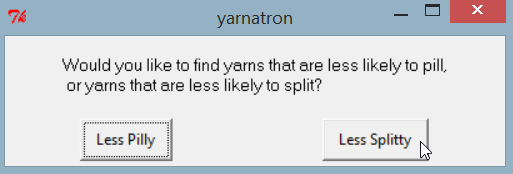 yarnatron
Would you like to find yarns that are less likely to pill,
or yarns that are less likely to split?
Less Pilly
Less Splitty